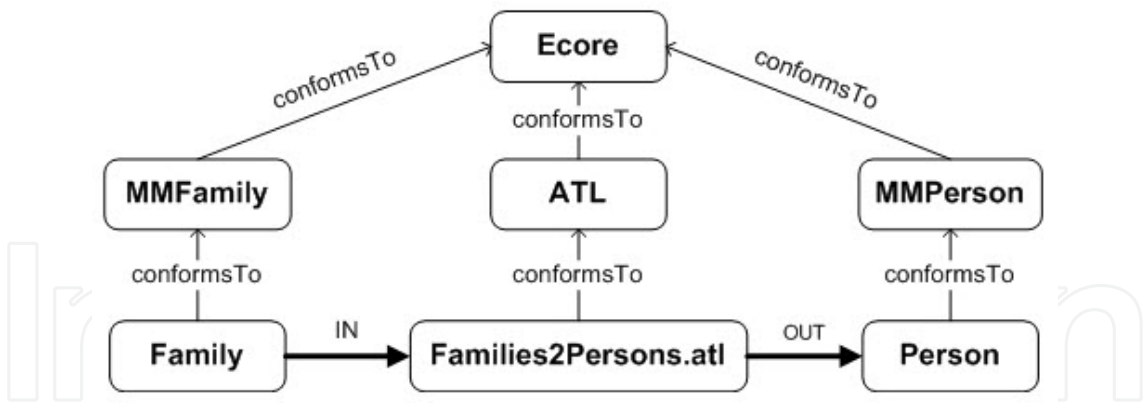 Ecore
conformsTo
conformsTo
conformsTo
MMFamily
ATL
MMPerson
conformsTo
conformsTo
conformsTo
Family
IN
Families2Persons.atl
OUT
Person